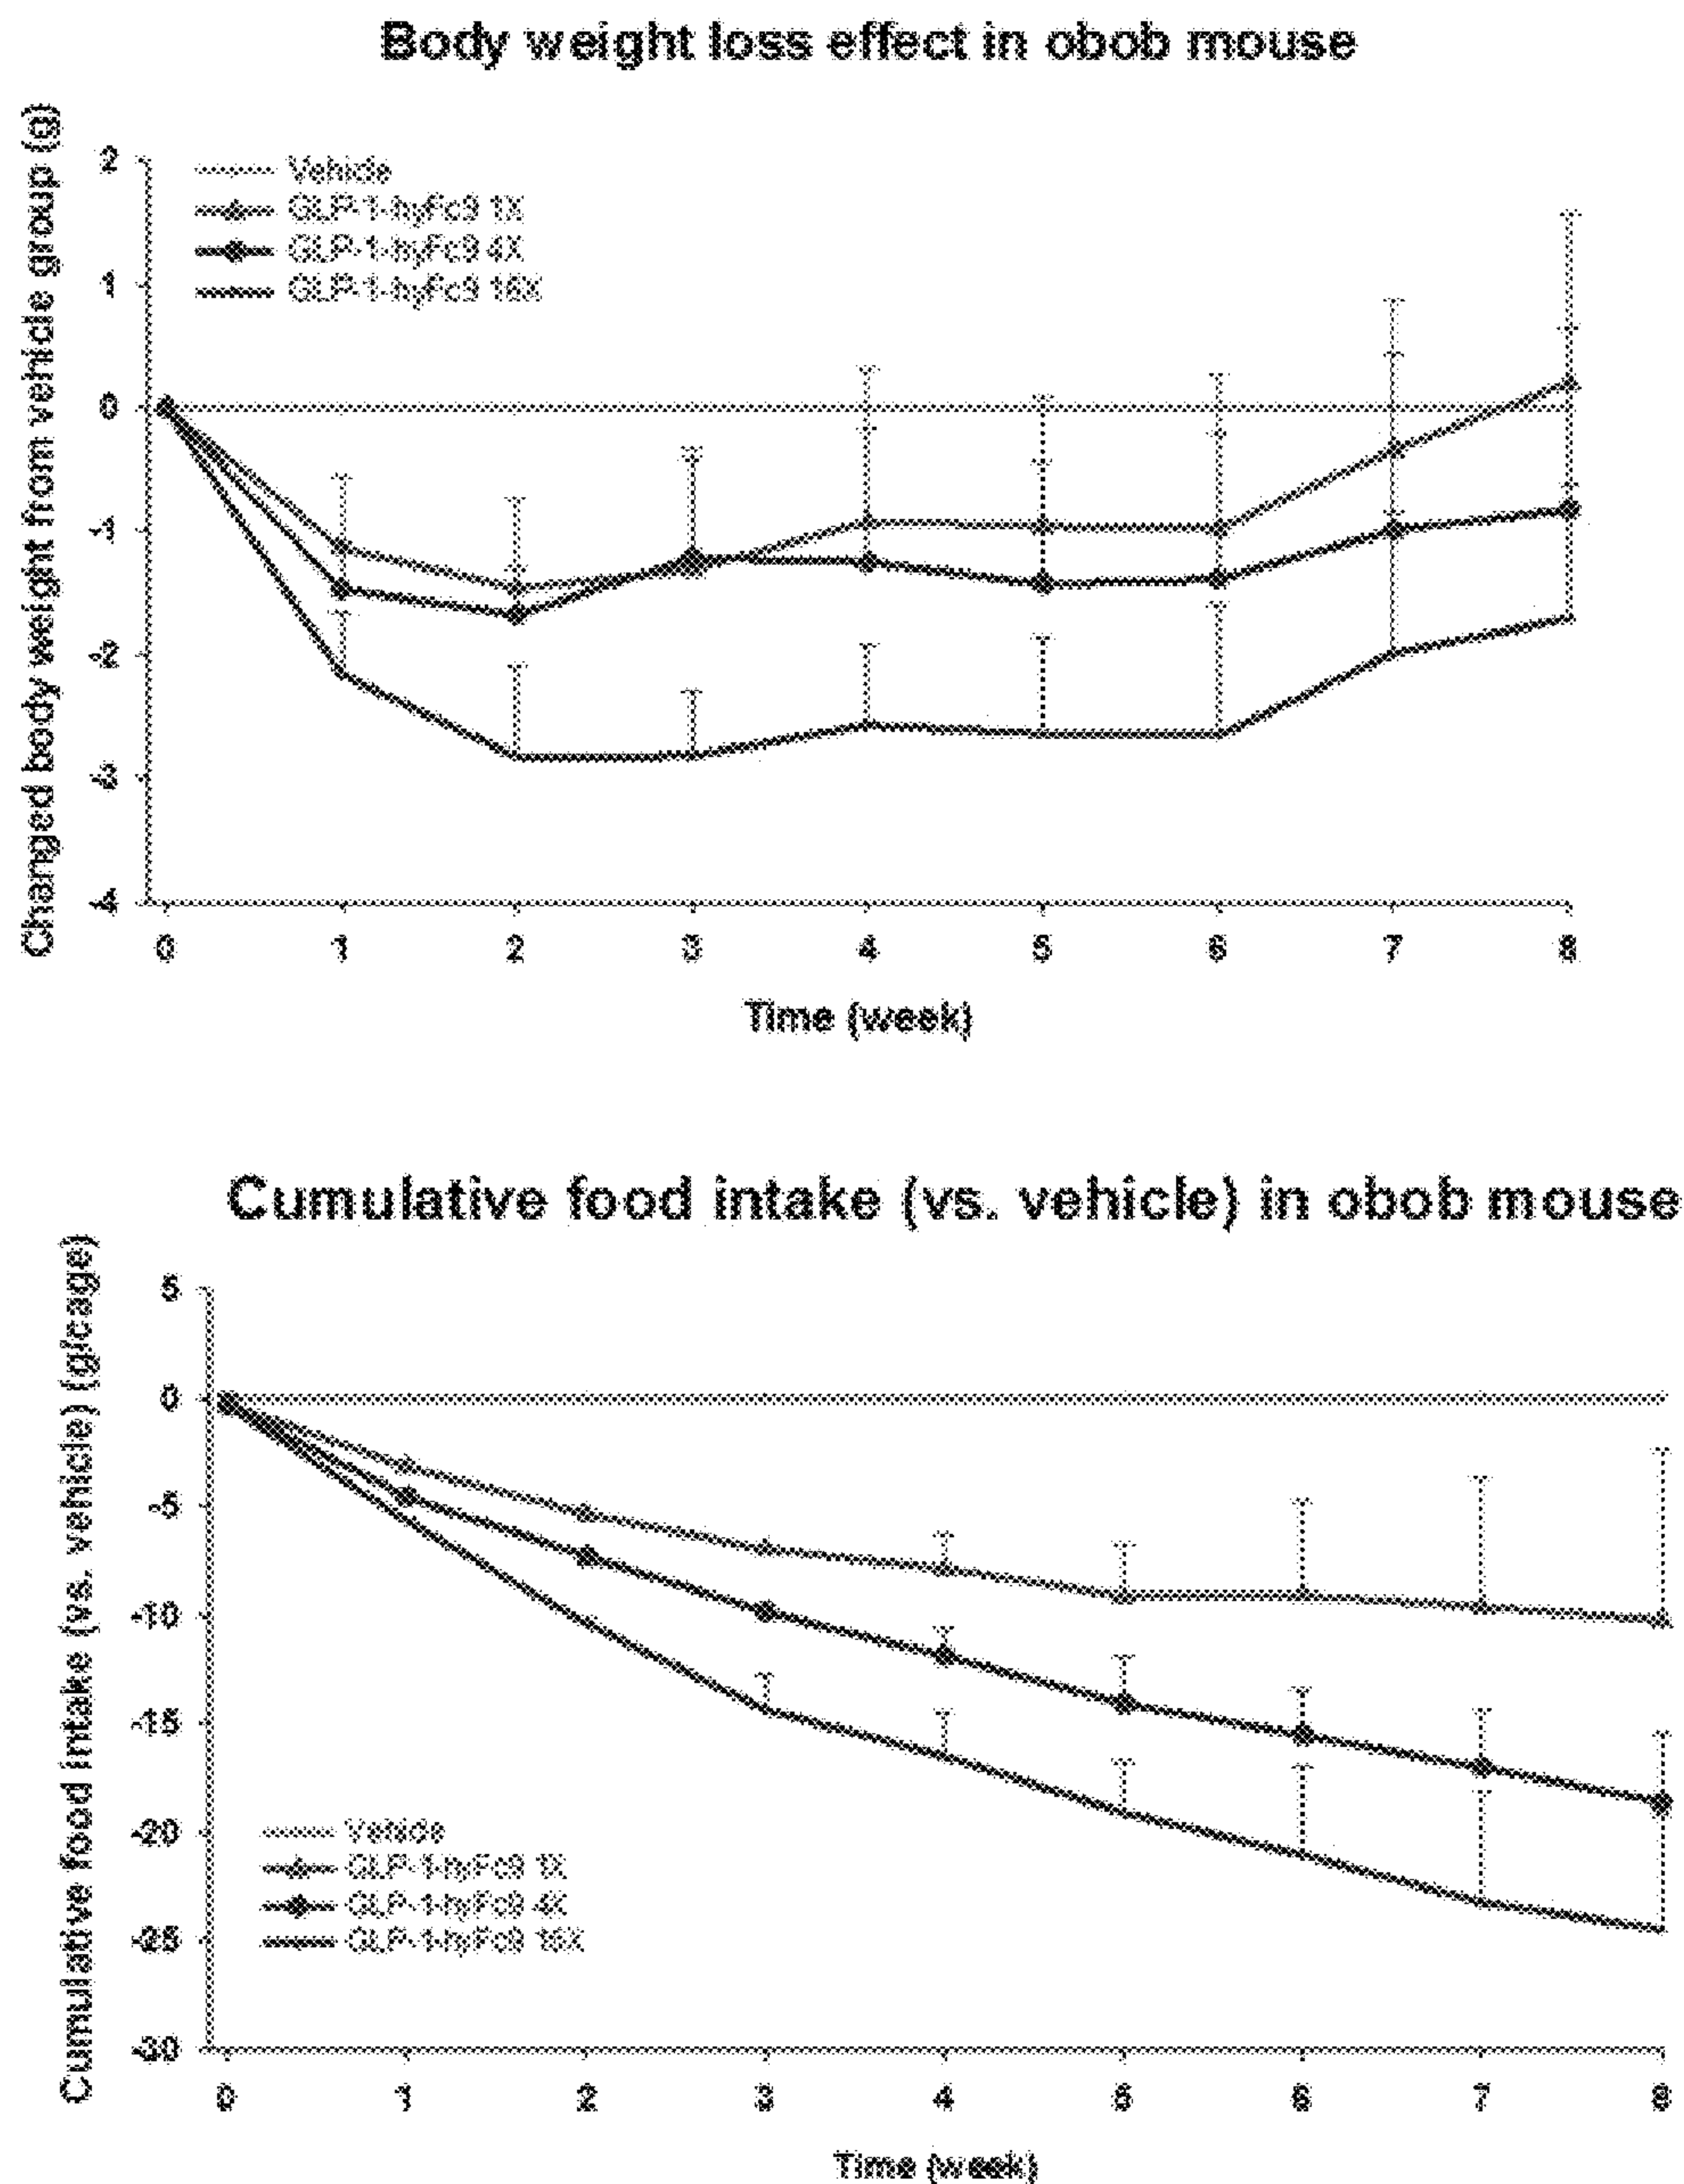 Body weight loss effect in obob mouse
Changed body weight from vehicle group (g)
2
1
0
-1
-2
-3
-4
Vehicle
GLP-1-hyFc9 1X
GLP-1-hyFc9 4X
GLP-1-hyFc9 16X
0 1 2 3 4 5 6 7 8
Time (week)
Cumulative food intake (vs. vehicle) in obob mouse
Cumulative food intake (vs. vehicle) (g/cage)
5
0
-5
-10
-15
-20
-25
-30
Vehicle
GLP-1-hyFc9 1X
GLP-1-hyFc9 4X
GLP-1-hyFc9 16X
0 1 2 3 4 5 6 7 8
Time (week)